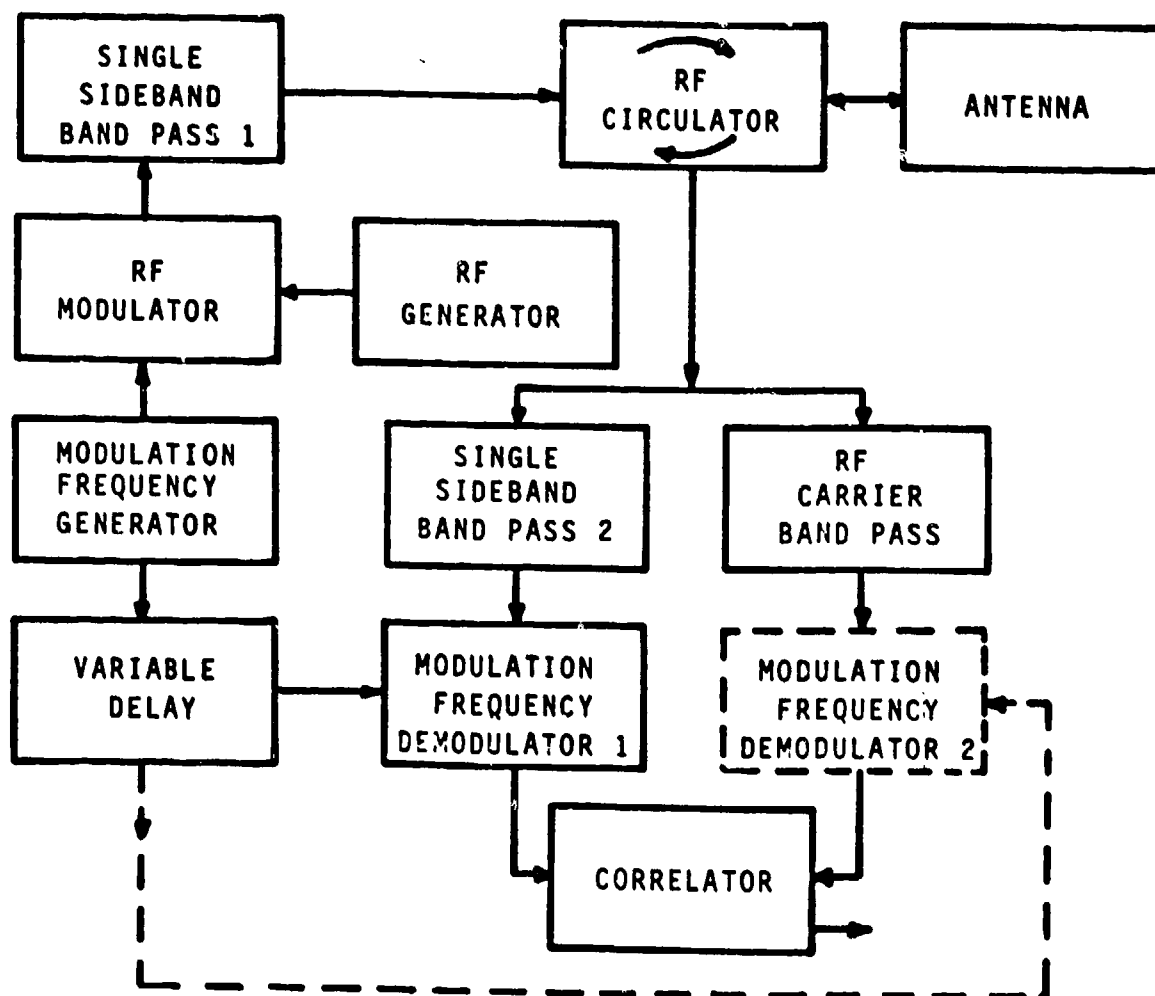 SINGLE
SIDEBAND
BAND PASS 1
RF
CIRCULATOR
ANTENNA
RF
MODULATOR
RF
GENERATOR
MODULATION
FREQUENCY
GENERATOR
SINGLE
SIDEBAND
BAND PASS 2
RF
CARRIER
BAND PASS
VARIABLE
DELAY
MODULATION
FREQUENCY
DEMODULATOR 1
MODULATION
FREQUENCY
DEMODULATOR 2
CORRELATOR